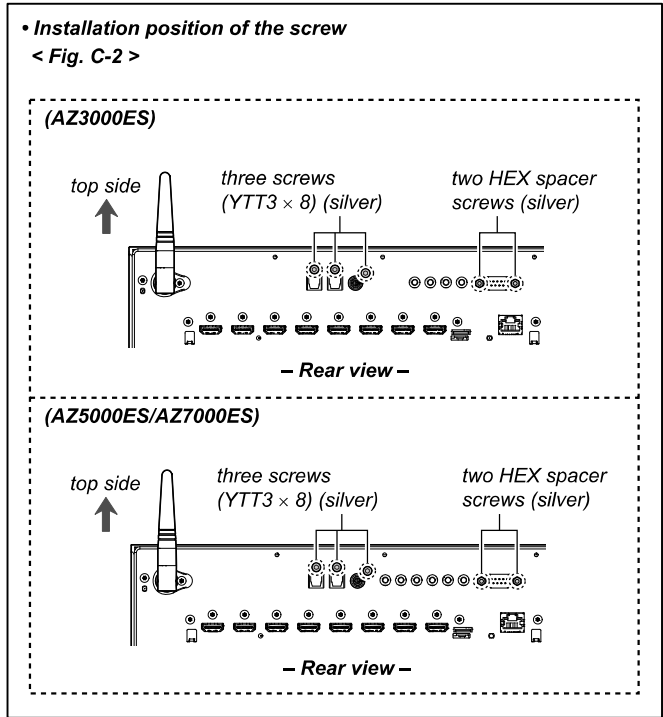 • Installation position of the screw
< Fig. C-2 >
(AZ3000ES)
top side
three screws
(YTT3 × 8) (silver)
two HEX spacer
screws (silver)
– Rear view –
(AZ5000ES/AZ7000ES)
top side
three screws
(YTT3 × 8) (silver)
two HEX spacer
screws (silver)
– Rear view –